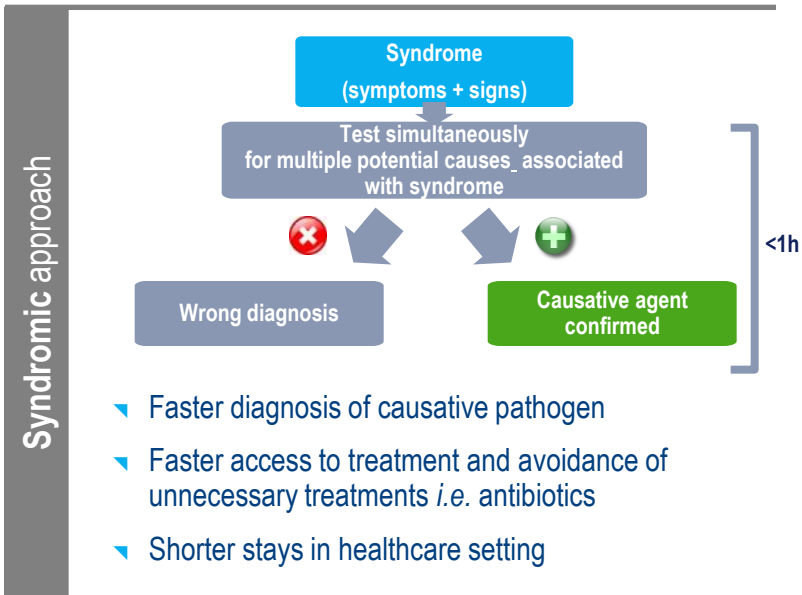 Syndromic approach
Syndrome
(symptoms + signs)
Test simultaneously
for multiple potential causes_ associated
with syndrome
<1h
Wrong diagnosis
Causative agent
confirmed
Faster diagnosis of causative pathogen
Faster access to treatment and avoidance of
unnecessary treatments i.e. antibiotics
Shorter stays in healthcare setting